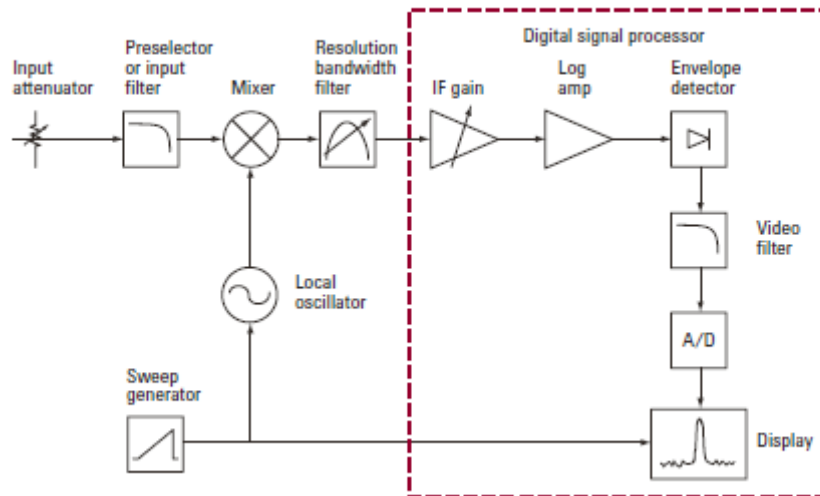 Digital signal processor
Input
attenuator
Preselector
or input
filter
Mixer
Resolution
bandwidth
filter
IF gain
Log
amp
Envelope
detector
Video
filter
Local
oscillator
A/D
Sweep
generator
Display